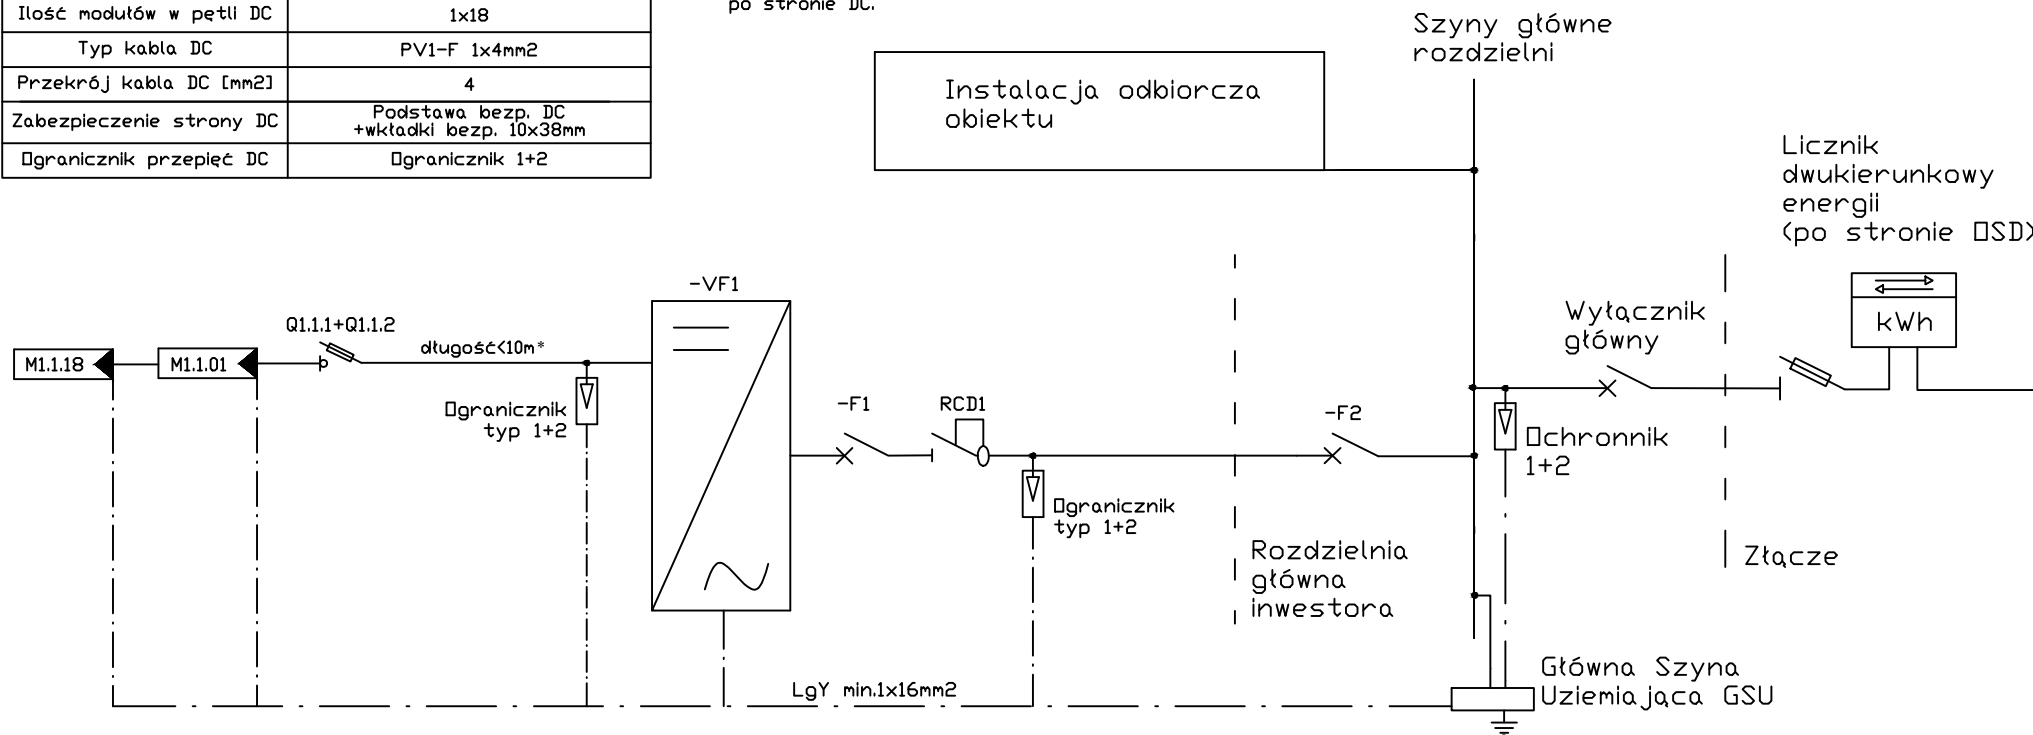 Ilość modułów w pętli DC 1x18
Typ kabla DC PV1-F 1x4mm2
Przekrój kabla DC [mm2] 4
Zabezpieczenie strony DC Podstawa bezp. DC
+wkładki bezp. 10x38mm
Ogranicznik przepięć DC Ogranicznik 1+2
po stronie DC.
Szyny główne
rozdzielni
Instalacja odbiorcza
obiektu
Licznik
dwukierunkowy
energii
(po stronie OSD)
kWh
Wyłącznik
główny
-VF1
Q1.1.1+Q1.1.2
długość<10m*
M1.1.18
M1.1.01
Ogranicznik
typ 1+2
-F1
RCD1
-F2
Ochronnik
1+2
Ogranicznik
typ 1+2
Rozdzielnia
główna
inwestora
Złącze
LgY min.1x16mm2
Główna Szyna
Uziemiająca GSU